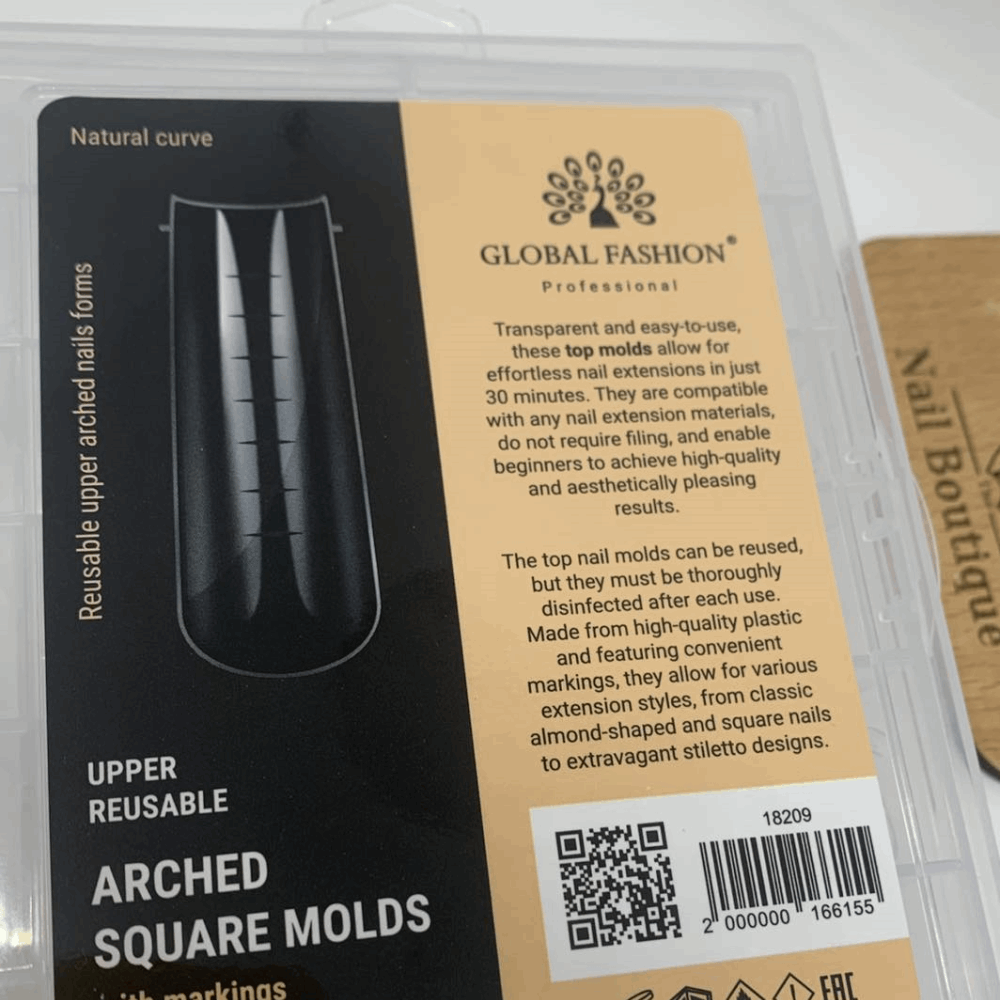 Natural curve
Reusable upper arched nails forms
UPPER
REUSABLE
ARCHED
SQUARE MOLDS
with markings
GLOBAL FASHION®
Professional
Transparent and easy-to-use,
these top molds allow for
effortless nail extensions in just
30 minutes. They are compatible
with any nail extension materials,
do not require filing, and enable
beginners to achieve high-quality
and aesthetically pleasing
results.
The top nail molds can be reused,
but they must be thoroughly
disinfected after each use.
Made from high-quality plastic
and featuring convenient
markings, they allow for various
extension styles, from classic
almond-shaped and square nails
to extravagant stiletto designs.
18209
2 000000 166155
EAC
Nail Boutique